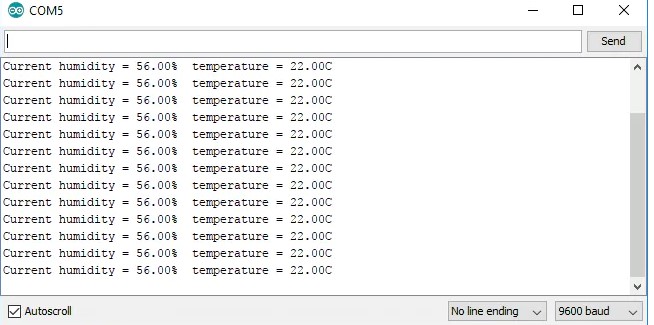 COM5
Send
Current humidity = 56.00%  temperature = 22.00C
Current humidity = 56.00%  temperature = 22.00C
Current humidity = 56.00%  temperature = 22.00C
Current humidity = 56.00%  temperature = 22.00C
Current humidity = 56.00%  temperature = 22.00C
Current humidity = 56.00%  temperature = 22.00C
Current humidity = 56.00%  temperature = 22.00C
Current humidity = 56.00%  temperature = 22.00C
Current humidity = 56.00%  temperature = 22.00C
Current humidity = 56.00%  temperature = 22.00C
Current humidity = 56.00%  temperature = 22.00C
Current humidity = 56.00%  temperature = 22.00C
Current humidity = 56.00%  temperature = 22.00C
Autoscroll No line ending 9600 baud